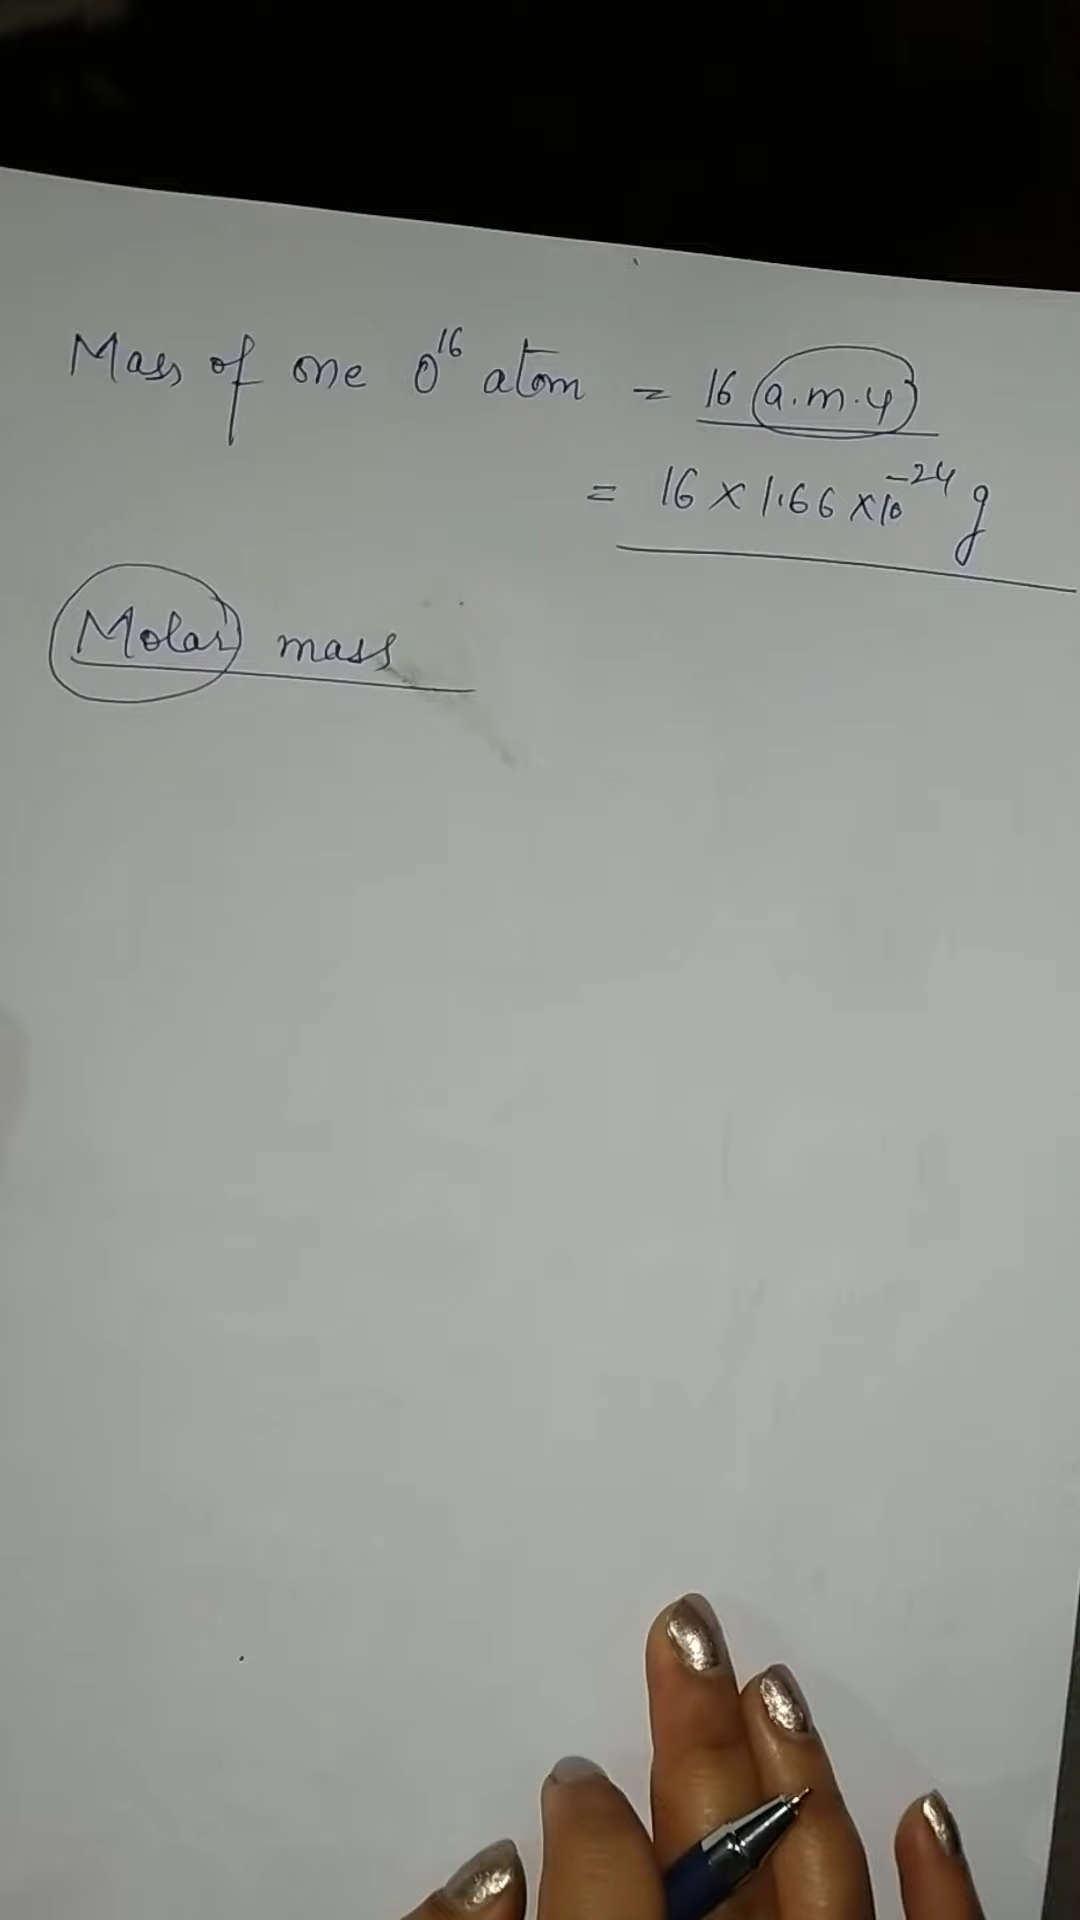 Mass of one O¹⁶ atom = 16 a.m.u
= 16 × 1.66 × 10⁻²⁴ g
Molar mass